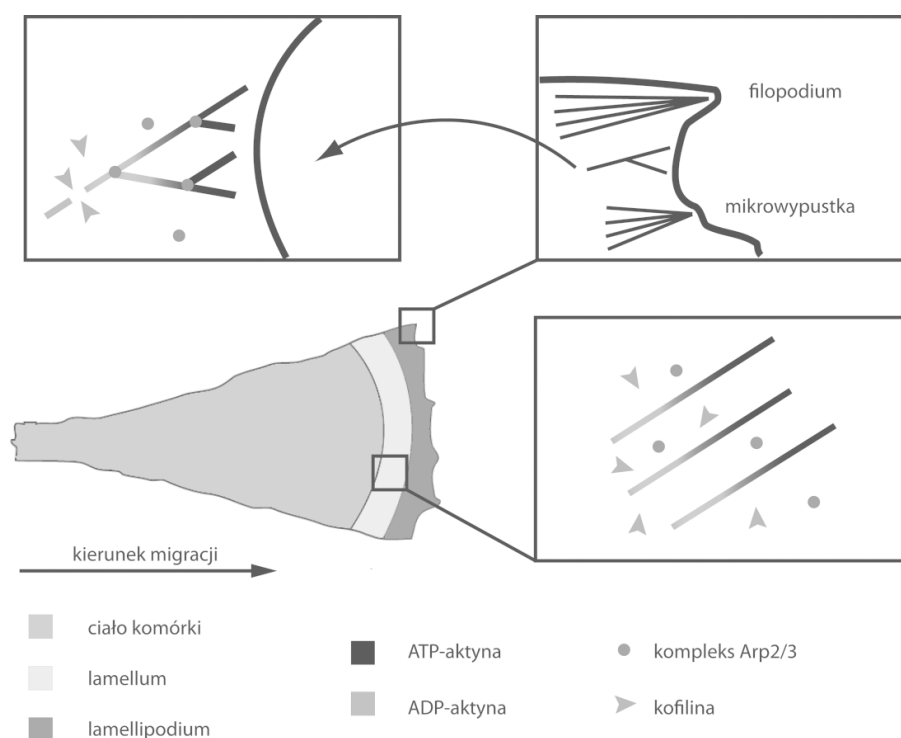 filopodium
mikrowypustka
kierunek migracji
ciało komórki
lamellum
lamellipodium
ATP-aktyna
ADP-aktyna
kompleks Arp2/3
kofilina